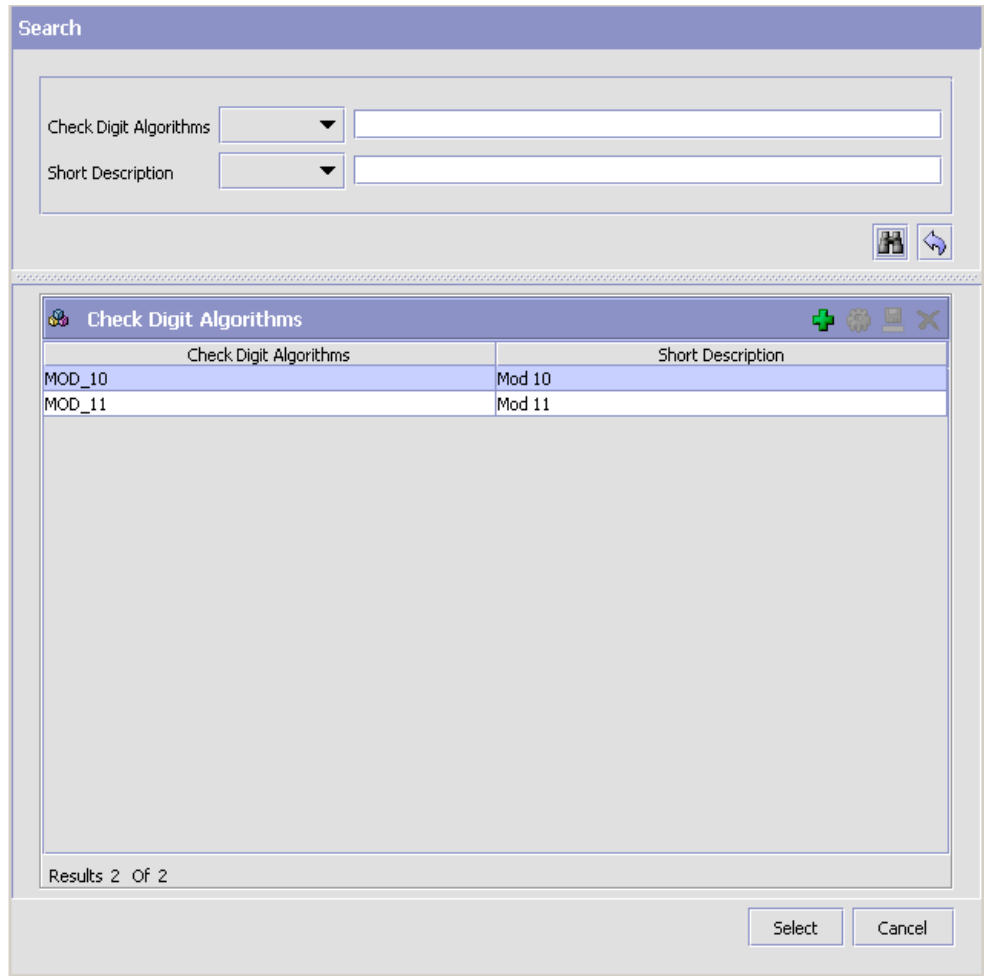 Search
Check Digit Algorithms
Short Description
Check Digit Algorithms
Check Digit Algorithms Short Description
MOD_10 Mod 10
MOD_11 Mod 11
Results 2 Of 2
Select Cancel